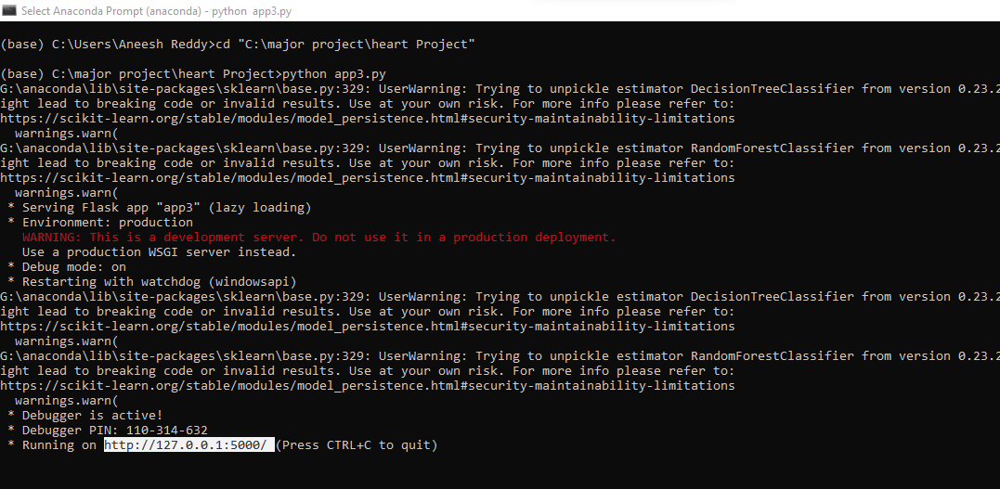 Select Anaconda Prompt (anaconda) - python  app3.py
(base) C:\Users\Aneesh Reddy>cd "C:\major project\heart Project"
(base) C:\major project\heart Project>python app3.py
G:\anaconda\lib\site-packages\sklearn\base.py:329: UserWarning: Trying to unpickle estimator DecisionTreeClassifier from version 0.23.2
ight lead to breaking code or invalid results. Use at your own risk. For more info please refer to:
https://scikit-learn.org/stable/modules/model_persistence.html#security-maintainability-limitations
  warnings.warn(
G:\anaconda\lib\site-packages\sklearn\base.py:329: UserWarning: Trying to unpickle estimator RandomForestClassifier from version 0.23.2
ight lead to breaking code or invalid results. Use at your own risk. For more info please refer to:
https://scikit-learn.org/stable/modules/model_persistence.html#security-maintainability-limitations
  warnings.warn(
 * Serving Flask app "app3" (lazy loading)
 * Environment: production
   WARNING: This is a development server. Do not use it in a production deployment.
   Use a production WSGI server instead.
 * Debug mode: on
 * Restarting with watchdog (windowsapi)
G:\anaconda\lib\site-packages\sklearn\base.py:329: UserWarning: Trying to unpickle estimator DecisionTreeClassifier from version 0.23.2
ight lead to breaking code or invalid results. Use at your own risk. For more info please refer to:
https://scikit-learn.org/stable/modules/model_persistence.html#security-maintainability-limitations
  warnings.warn(
G:\anaconda\lib\site-packages\sklearn\base.py:329: UserWarning: Trying to unpickle estimator RandomForestClassifier from version 0.23.2
ight lead to breaking code or invalid results. Use at your own risk. For more info please refer to:
https://scikit-learn.org/stable/modules/model_persistence.html#security-maintainability-limitations
  warnings.warn(
 * Debugger is active!
 * Debugger PIN: 110-314-632
 * Running on http://127.0.0.1:5000/ (Press CTRL+C to quit)